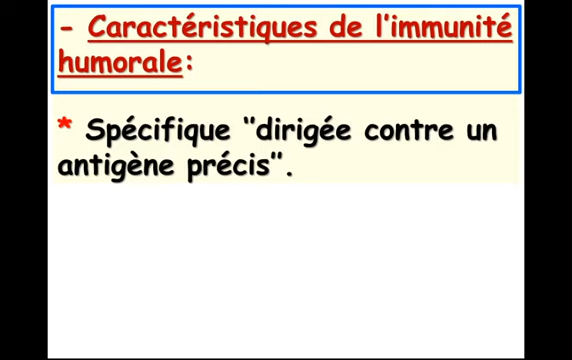 - Caractéristiques de l'immunité
humorale:
* Spécifique ‘’dirigée contre un
antigène précis’’.